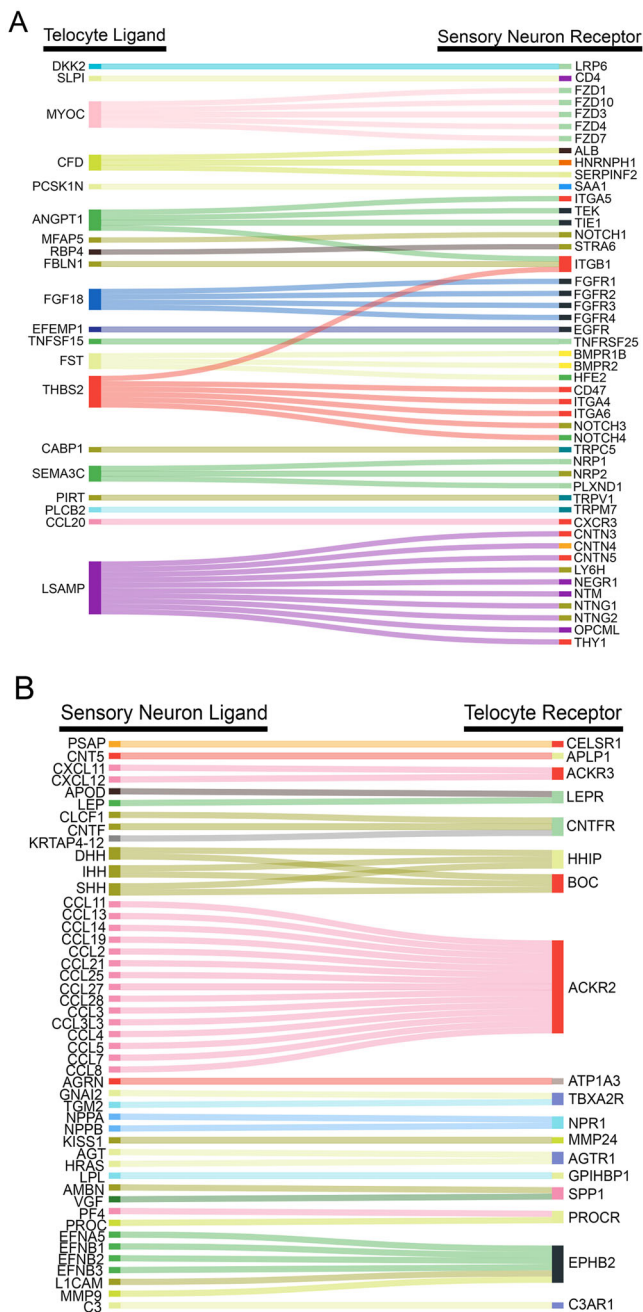 A
Telocyte Ligand
Sensory Neuron Receptor
DKK2
LRP6
SLPI
CD4
FZD1
FZD10
MYOC
FZD3
FZD4
FZD7
ALB
CFD
HNRNPH1
SERPINF2
PCSK1N
SAA1
ITGA5
ANGPT1
TEK
TIE1
MFAP5
NOTCH1
RBP4
STRA6
FBLN1
ITGB1
FGFR1
FGF18
FGFR2
FGFR3
FGFR4
EFEMP1
EGFR
TNFSF15
TNFRSF25
FST
BMPR1B
BMPR2
HFE2
THBS2
CD47
ITGA4
ITGA6
NOTCH3
NOTCH4
CABP1
TRPC5
NRP1
SEMA3C
NRP2
PLXND1
PIRT
TRPV1
PLCB2
TRPM7
CCL20
CXCR3
CNTN3
CNTN4
CNTN5
LY6H
LSAMP
NEGR1
NTM
NTNG1
NTNG2
OPCML
THY1
B
Sensory Neuron Ligand
Telocyte Receptor
PSAP
CELSR1
CNT5
APLP1
CXCL11
ACKR3
CXCL12
APOD
LEPR
LEP
CLCF1
CNTFR
CNTF
KRTAP4-12
DHH
HHIP
IHH
BOC
SHH
CCL11
CCL13
CCL14
CCL19
CCL2
CCL21
CCL25
CCL27
ACKR2
CCL28
CCL3
CCL3L3
CCL4
CCL5
CCL7
CCL8
AGRN
ATP1A3
GNAI2
TBXA2R
TGM2
NPPA
NPR1
NPPB
KISS1
MMP24
AGT
AGTR1
HRAS
LPL
GPIHBP1
AMBN
SPP1
VGF
PF4
PROCR
PROC
EFNA5
EFNB1
EFNB2
EPHB2
EFNB3
L1CAM
MMP9
C3
C3AR1